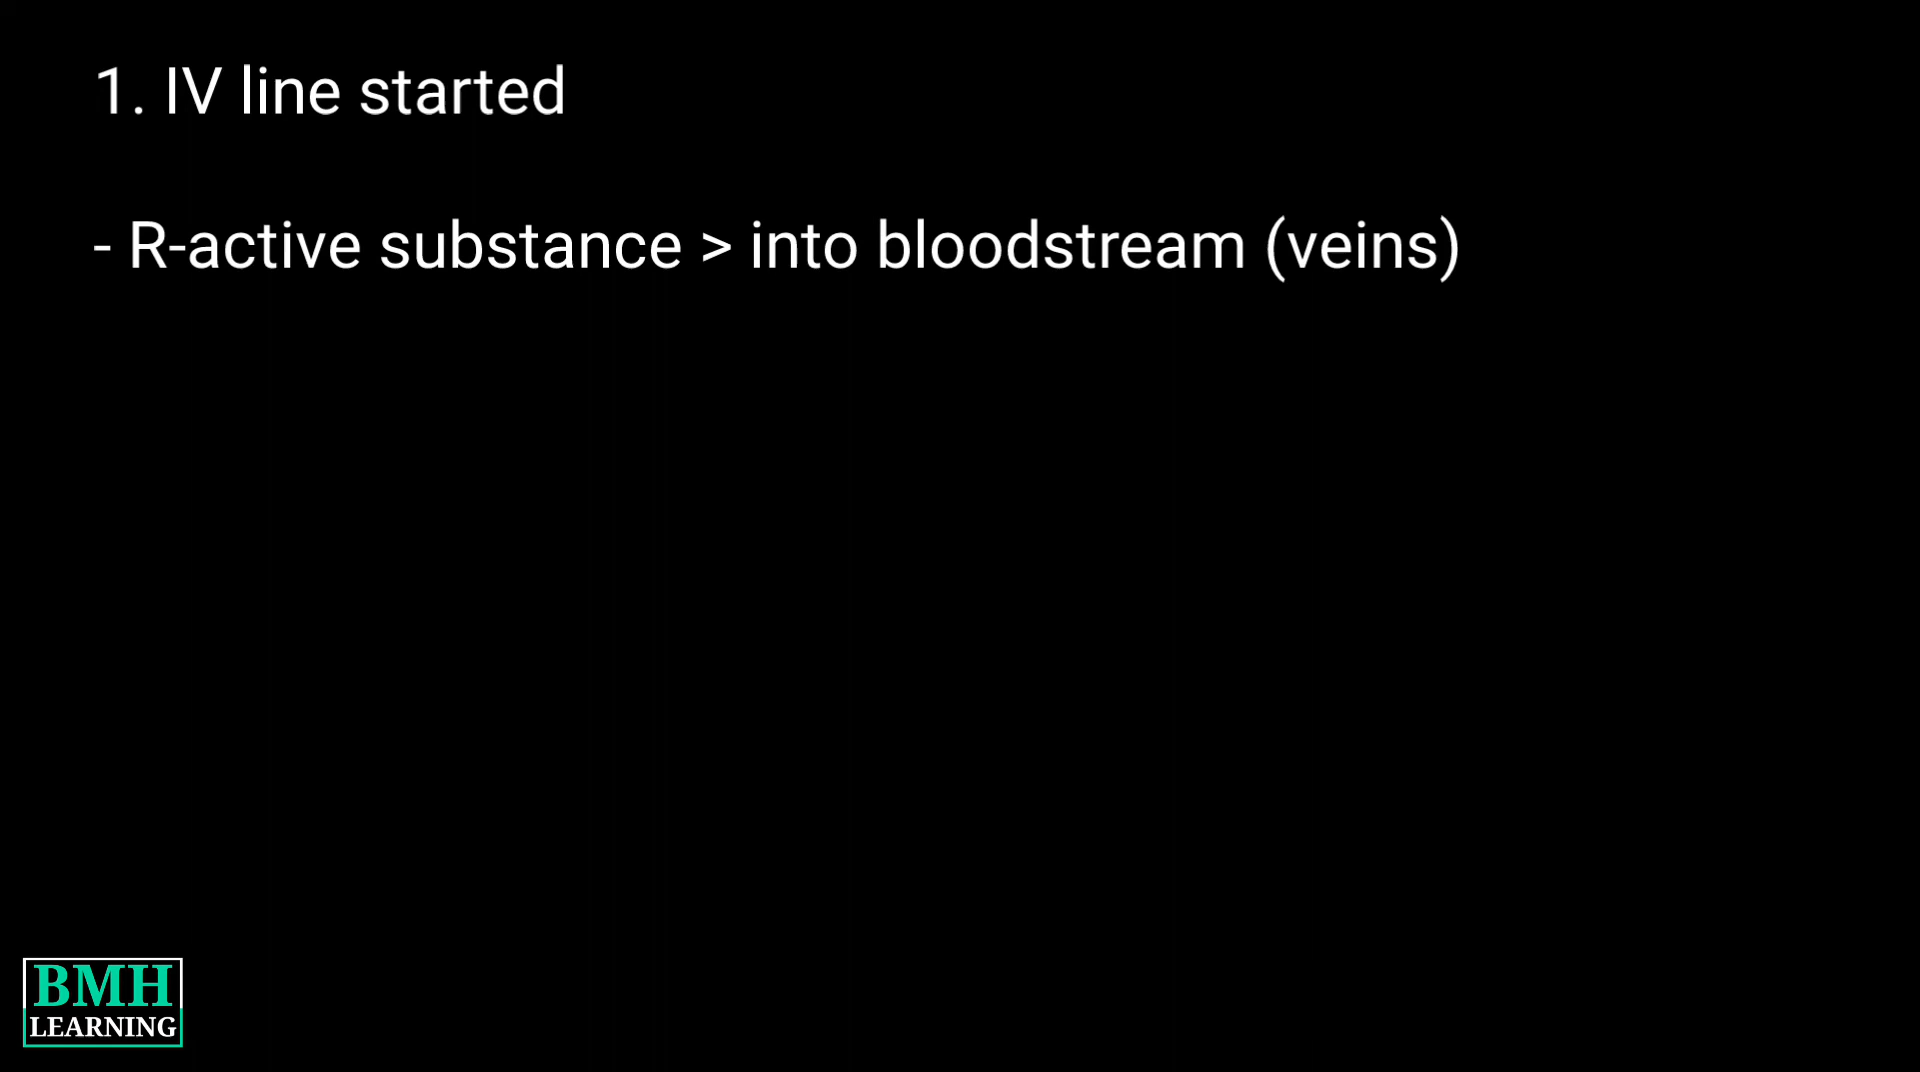 1. IV line started
- R-active substance > into bloodstream (veins)
BMH
LEARNING